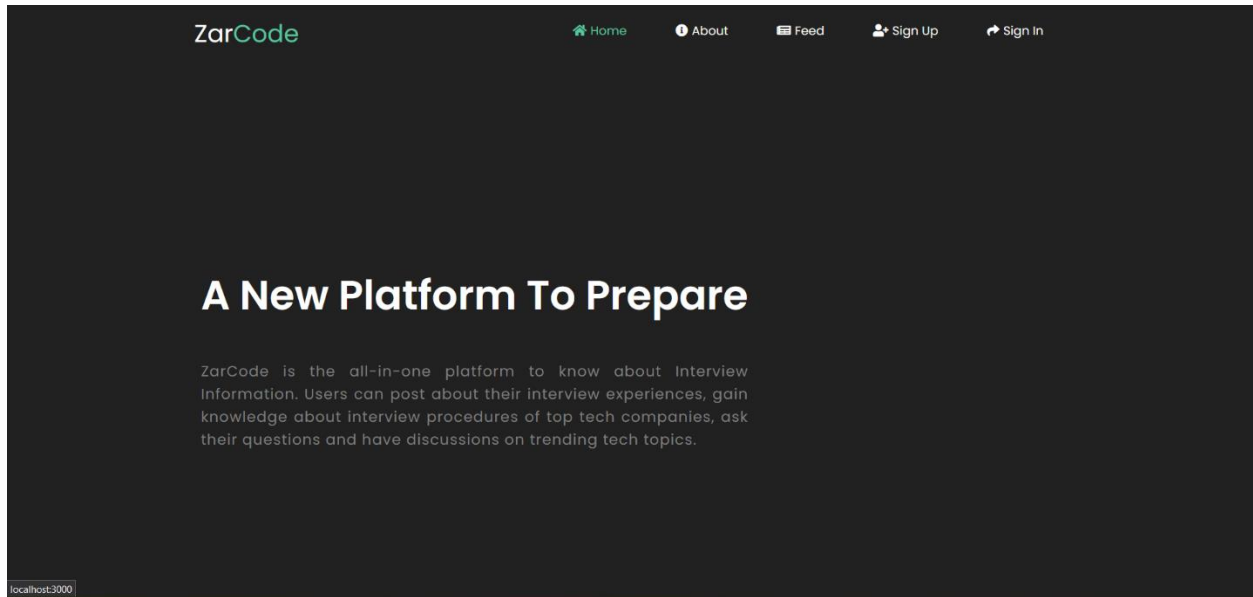 ZarCode
Home
About
Feed
Sign Up
Sign In
A New Platform To Prepare
ZarCode is the all-in-one platform to know about Interview
Information. Users can post about their interview experiences, gain
knowledge about interview procedures of top tech companies, ask
their questions and have discussions on trending tech topics.
localhost:3000